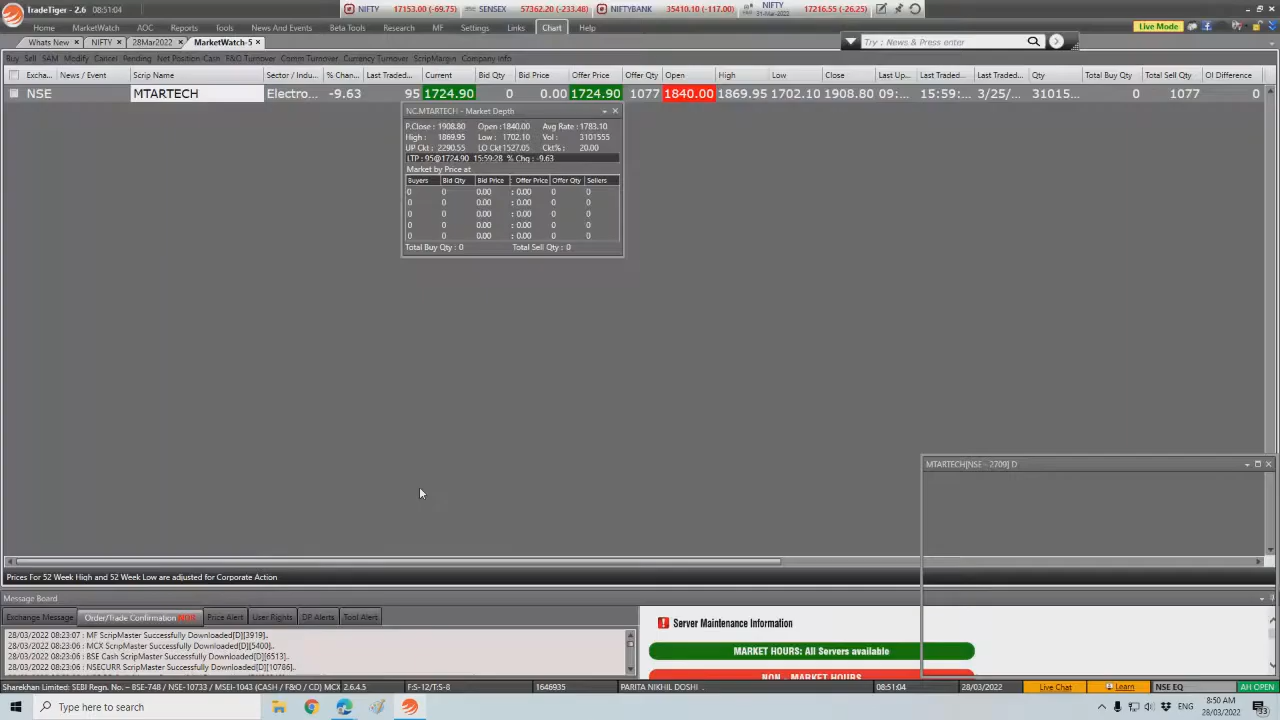 TradeTiger - 2.6 08:51:04
NIFTY 17153.00 (-69.75) SENSEX 57362.20 (-233.48) NIFTYBANK 35410.10 (-117.00) NIFTY 31-Mar-2022 17216.55 (-26.25)
Home MarketWatch AOC Reports Tools News And Events Beta Tools Research MF Settings Links Chart Help
Live Mode
Whats New NIFTY 28Mar2022 MarketWatch-5
Try : News & Press enter
Buy Sell SAM Modify Cancel Pending Net Position-Cash F&O Turnover Comm Turnover Currency Turnover ScripMargin Company Info
Excha... News / Event Scrip Name Sector / Indu... % Chan... Last Traded... Current Bid Qty Bid Price Offer Price Offer Qty Open High Low Close Last Up... Last Traded... Last Traded... Qty Total Buy Qty Total Sell Qty OI Difference
NSE MTARTECH Electro... -9.63 95 1724.90 0 0.00 1724.90 1077 1840.00 1869.95 1702.10 1908.80 09:... 15:59:... 3/25/... 31015... 0 1077 0
NC.MTARTECH - Market Depth
P.Close : 1908.80 Open :1840.00 Avg Rate :1783.10
High : 1869.95 Low : 1702.10 Vol : 3101555
UP Ckt : 2290.55 LO Ckt 1527.05 Ckt% : 20.00
LTP : 95@1724.90 15:59:28 % Chg : -9.63
Market by Price at
Buyers Bid Qty Bid Price : Offer Price Offer Qty Sellers
0 0 0.00 : 0.00 0 0
0 0 0.00 : 0.00 0 0
0 0 0.00 : 0.00 0 0
0 0 0.00 : 0.00 0 0
0 0 0.00 : 0.00 0 0
Total Buy Qty : 0 Total Sell Qty : 0
MTARTECH[NSE - 2709] D
Prices For 52 Week High and 52 Week Low are adjusted for Corporate Action
Message Board
Exchange Message Order/Trade Confirmation Price Alert User Rights DP Alerts Tool Alert
28/03/2022 08:23:07 : MF ScripMaster Successfully Downloaded[D][3919]..
28/03/2022 08:23:06 : MCX ScripMaster Successfully Downloaded[D][5400]..
28/03/2022 08:23:06 : BSE Cash ScripMaster Successfully Downloaded[D][6513]..
28/03/2022 08:23:06 : NSECURR ScripMaster Successfully Downloaded[D][10786]..
Server Maintenance Information
MARKET HOURS: All Servers available
NON - MARKET HOURS
Sharekhan Limited: SEBI Regn. No. – BSE-748 / NSE-10733 / MSEI-1043 (CASH / F&O / CD) MCX 2.6.4.5 F:S-12/T:S-8 1646935 PARITA NIKHIL DOSHI . 08:51:04 28/03/2022 Live Chat Learn NSE EQ AH OPEN
Type here to search
ENG
8:50 AM
28/03/2022
33